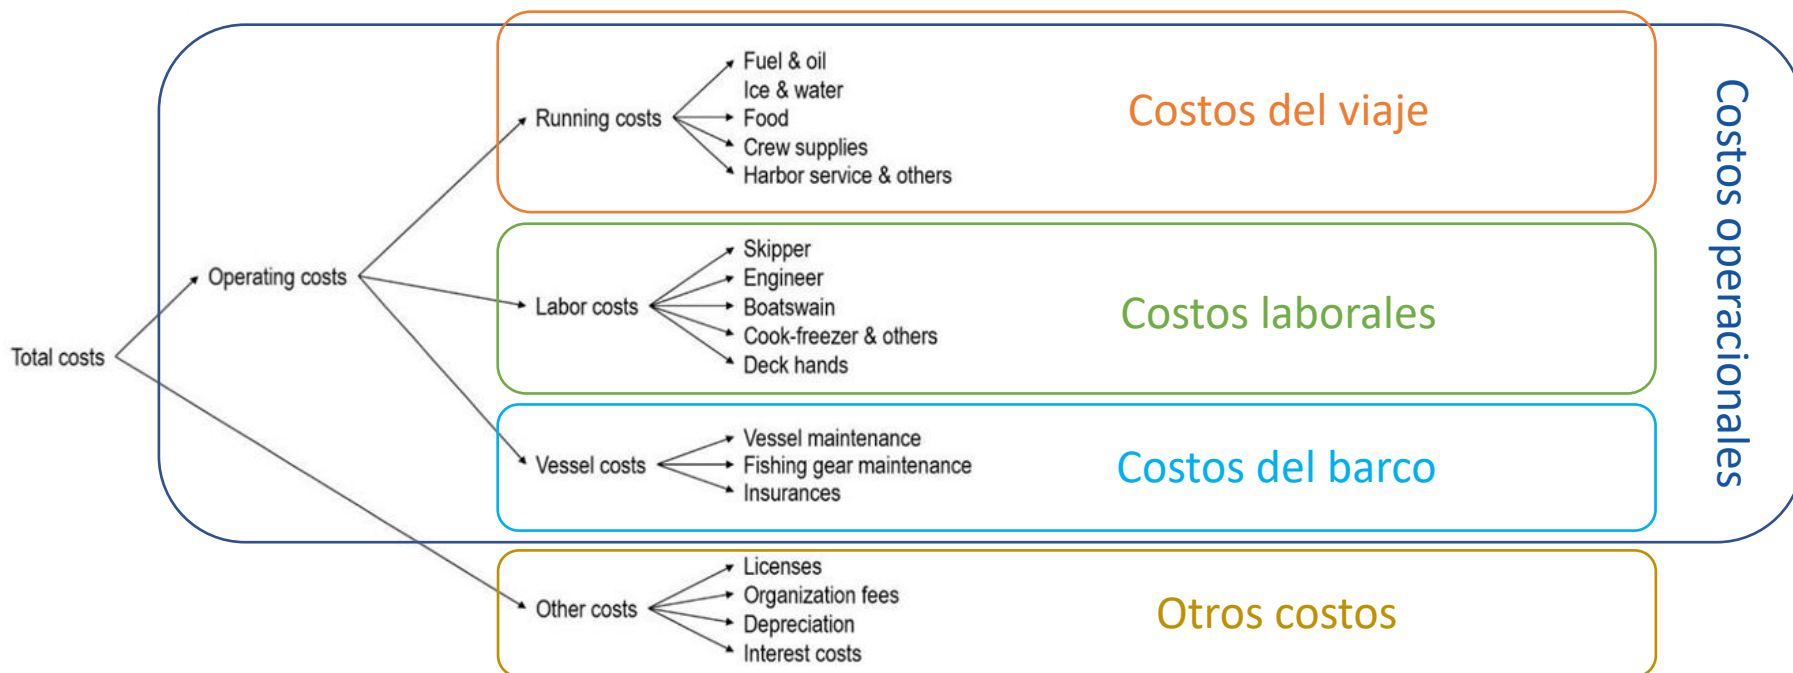 Total costs
Operating costs
Running costs
Fuel & oil
Ice & water
Food
Crew supplies
Harbor service & others
Costos del viaje
Labor costs
Skipper
Engineer
Boatswain
Cook-freezer & others
Deck hands
Costos laborales
Vessel costs
Vessel maintenance
Fishing gear maintenance
Insurances
Costos del barco
Costos operacionales
Other costs
Licenses
Organization fees
Depreciation
Interest costs
Otros costos